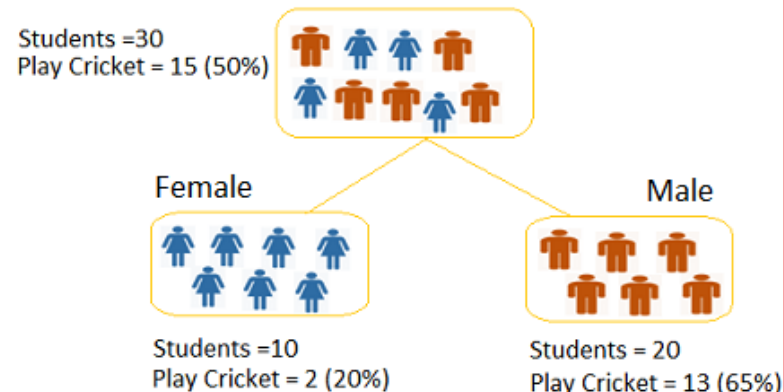 Students =30
Play Cricket = 15 (50%)
Female
Male
Students =10
Play Cricket = 2 (20%)
Students = 20
Play Cricket = 13 (65%)